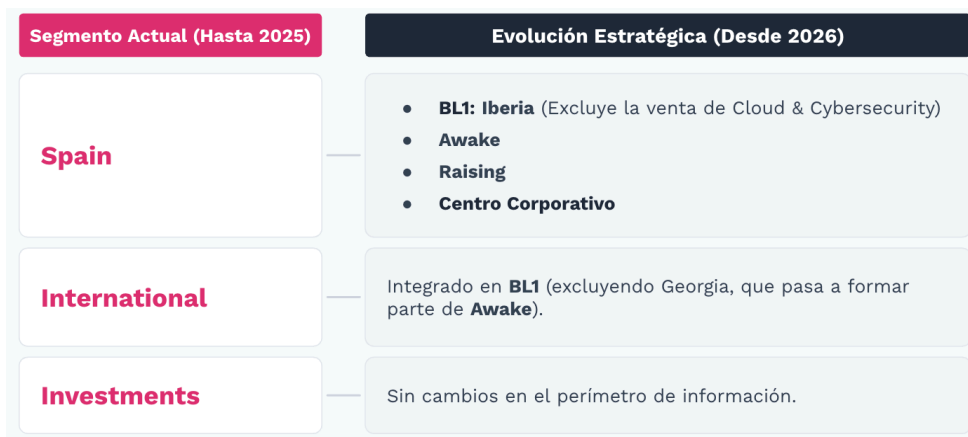 Segmento Actual (Hasta 2025)
Evolución Estratégica (Desde 2026)
Spain
● BL1: Iberia (Excluye la venta de Cloud & Cybersecurity)
● Awake
● Raising
● Centro Corporativo
International
Integrado en BL1 (excluyendo Georgia, que pasa a formar
parte de Awake).
Investments
Sin cambios en el perímetro de información.